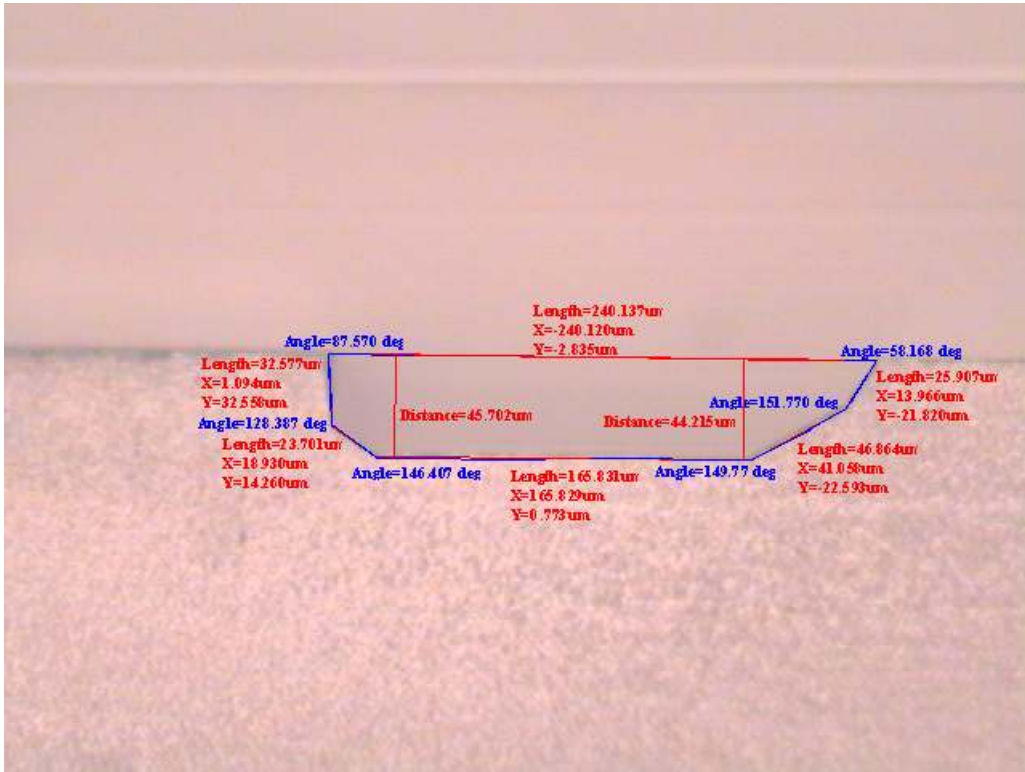 Length=240.137um
X=-240.120um
Y=-2.835um
Angle=87.570 deg
Angle=58.168 deg
Length=32.577um
X=1.094um
Y=32.558um
Length=25.907um
X=13.966um
Y=-21.820um
Angle=151.770 deg
Distance=45.702um
Distance=44.215um
Angle=128.387 deg
Length=23.701um
X=18.930um
Y=14.260um
Length=46.864um
X=41.058um
Y=-22.593um
Angle=146.407 deg
Angle=149.77 deg
Length=165.831um
X=165.829um
Y=0.773um